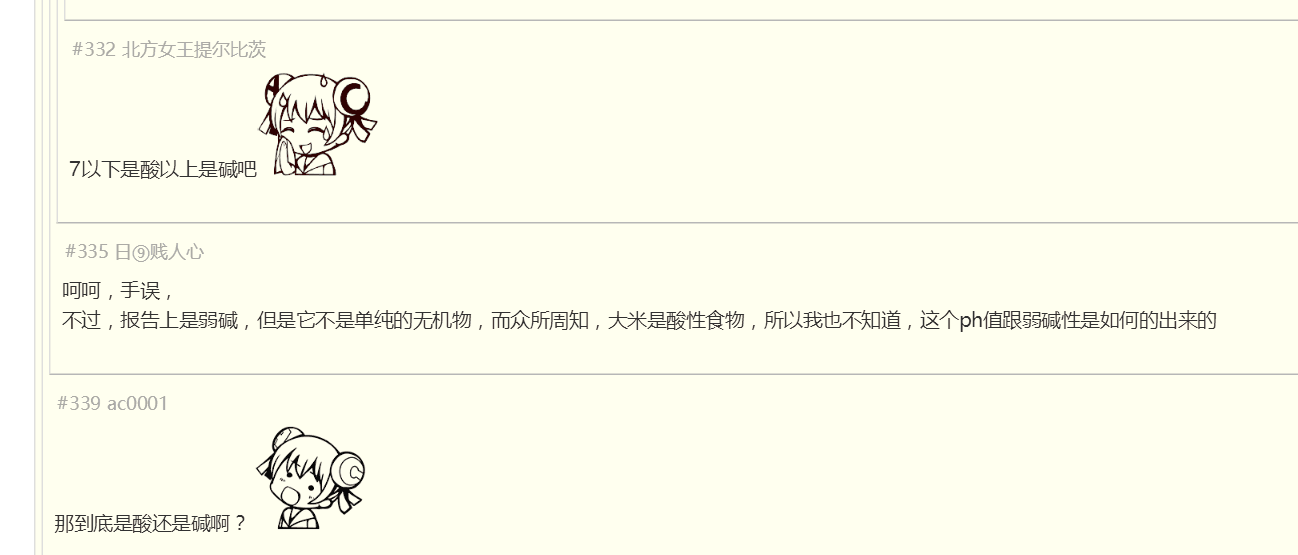 #332 北方女王提尔比茨
7以下是酸以上是碱吧
#335 日⑨贱人心
呵呵，手误，
不过，报告上是弱碱，但是它不是单纯的无机物，而众所周知，大米是酸性食物，所以我也不知道，这个ph值跟弱碱性是如何的出来的
#339 ac0001
那到底是酸还是碱啊？